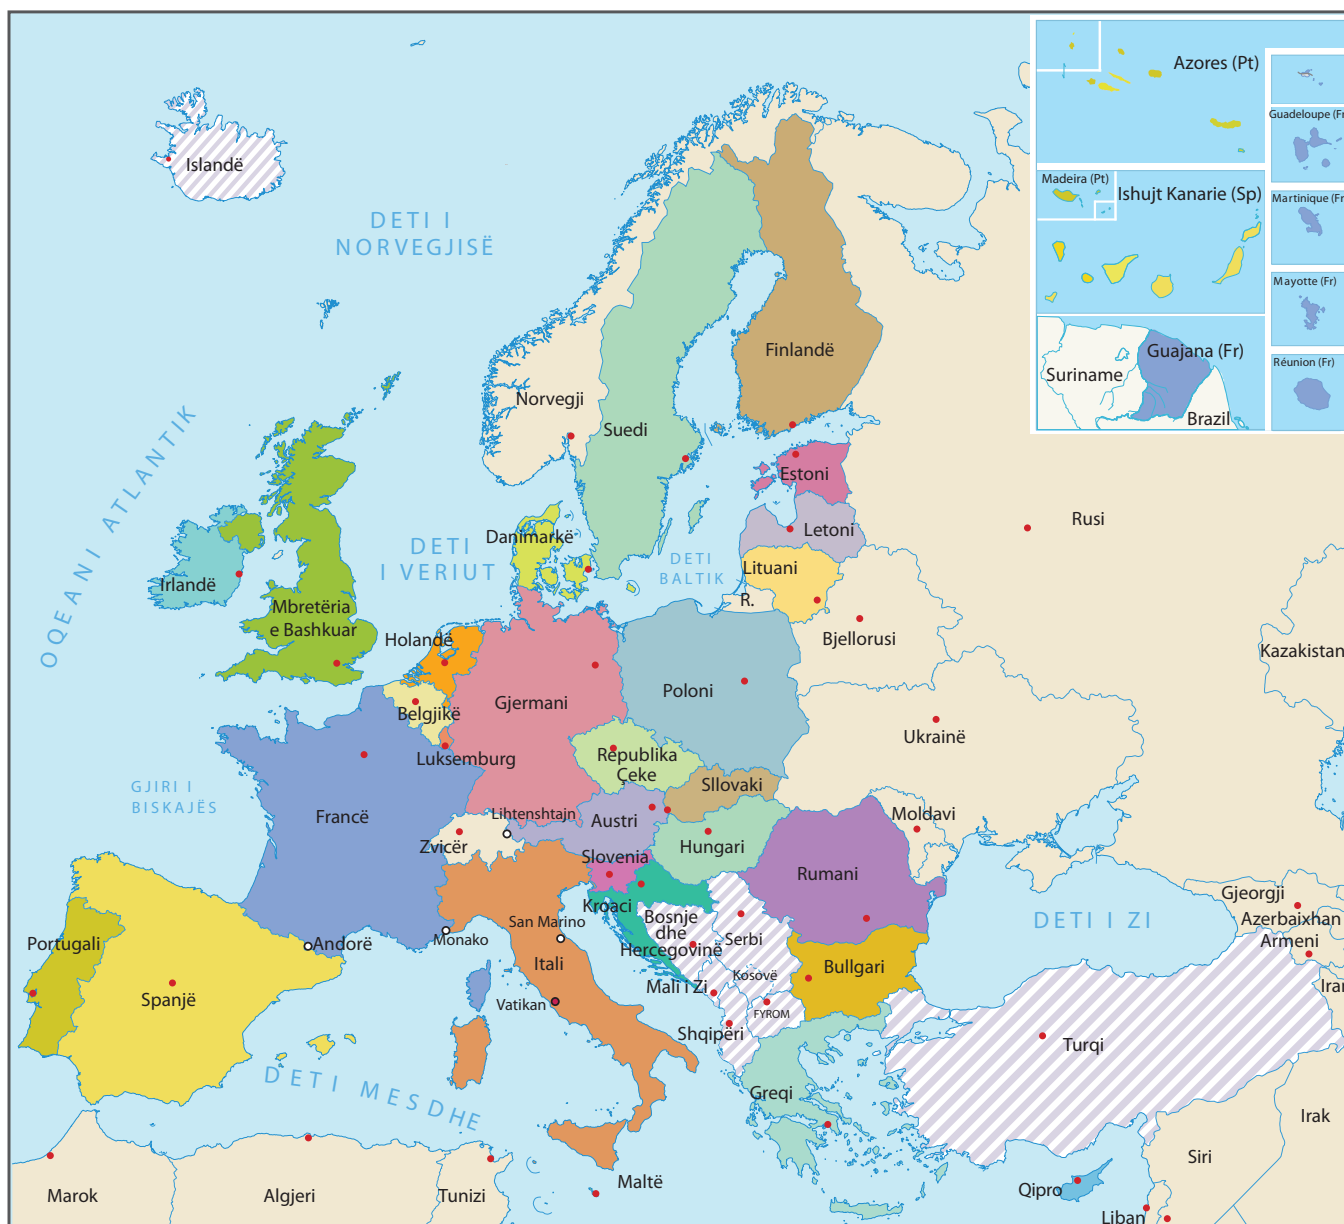 Azores (Pt)
Guadeloupe (Fr
Madeira (Pt)
Ishujt Kanarie (Sp)
Martinique (Fr
Mayotte (Fr)
Guajana (Fr)
Suriname
Brazil
Réunion (Fr)
Islandë
DETI I
NORVEGJISË
Finlandë
Norvegji
Suedi
OQEANI ATLANTIK
Estoni
Rusi
Letoni
Danimarkë
DETI
I VERIUT
DETI
BALTIK
Lituani
R.
Irlandë
Mbretëria
e Bashkuar
Bjellorusi
Holandë
Kazakistan
Poloni
Gjermani
Belgjikë
Ukrainë
Luksemburg
Republika
Çeke
Sllovaki
GJIRI I
BISKAJËS
Francë
Lihtenshtajn
Austri
Moldavi
Zvicër
Hungari
Slovenia
Rumani
Kroaci
Gjeorgji
Azerbaixhan
Armeni
DETI I ZI
Portugali
Andorë
Monako
San Marino
Bosnje
dhe
Hercegovinë
Serbi
Itali
Kosovë
Bullgari
Mali i Zi
Iran
Spanjë
Vatikan
FYROM
Shqipëri
Turqi
DETI MESDHE
Greqi
Irak
Siri
Maltë
Qipro
Marok
Algjeri
Tunizi
Liban